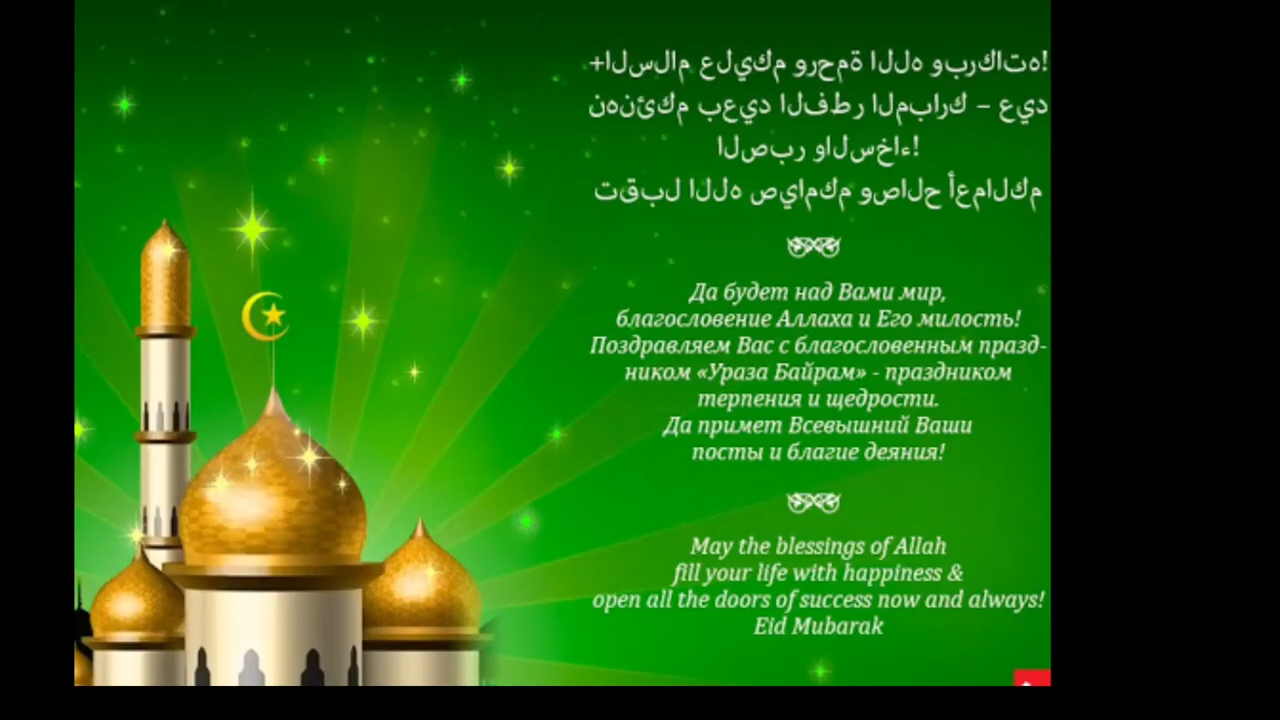 +السلام عليكم ورحمة الله وبركاته!
نهنئكم بعيد الفطر المبارك – عيد
الصبر والسخاء!
تقبل الله صيامكم وصالح أعمالكم
Да будет над Вами мир,
благословение Аллаха и Его милость!
Поздравляем Вас с благословенным празд-
ником «Ураза Байрам» - праздником
терпения и щедрости.
Да примет Всевышний Ваши
посты и благие деяния!
May the blessings of Allah
fill your life with happiness &
open all the doors of success now and always!
Eid Mubarak